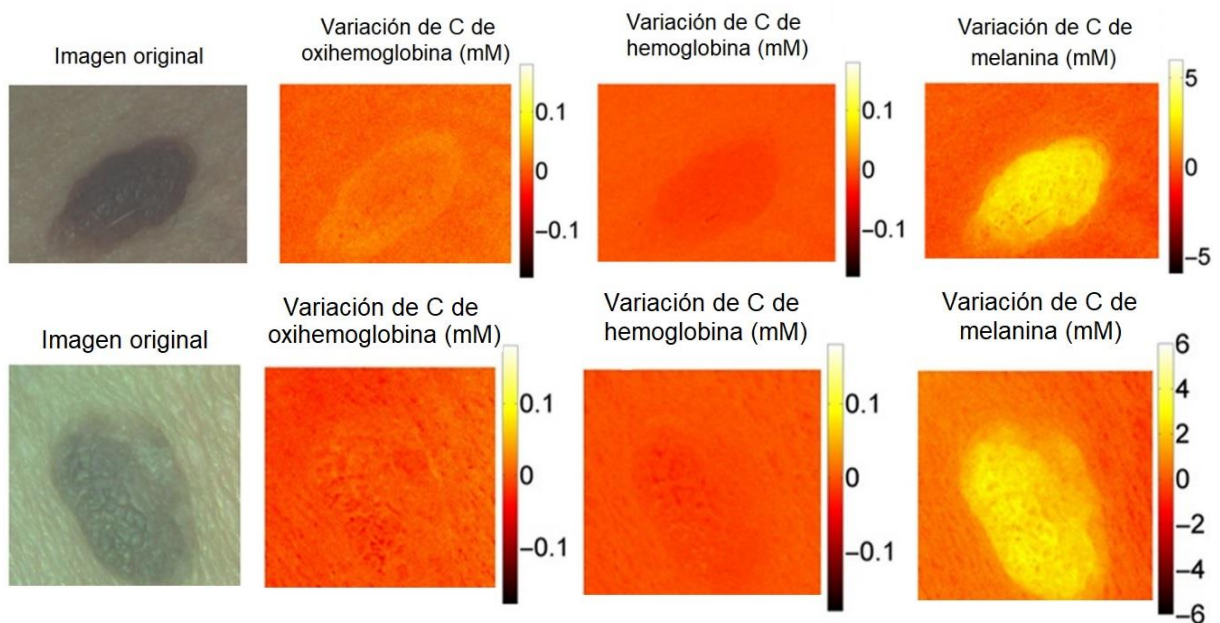 Imagen original
Variación de C de
oxihemoglobina (mM)
Variación de C de
hemoglobina (mM)
Variación de C de
melanina (mM)
0.1
0
−0.1
0.1
0
−0.1
5
0
−5
Imagen original
Variación de C de
oxihemoglobina (mM)
Variación de C de
hemoglobina (mM)
Variación de C de
melanina (mM)
0.1
0
−0.1
0.1
0
−0.1
6
4
2
0
−2
−4
−6